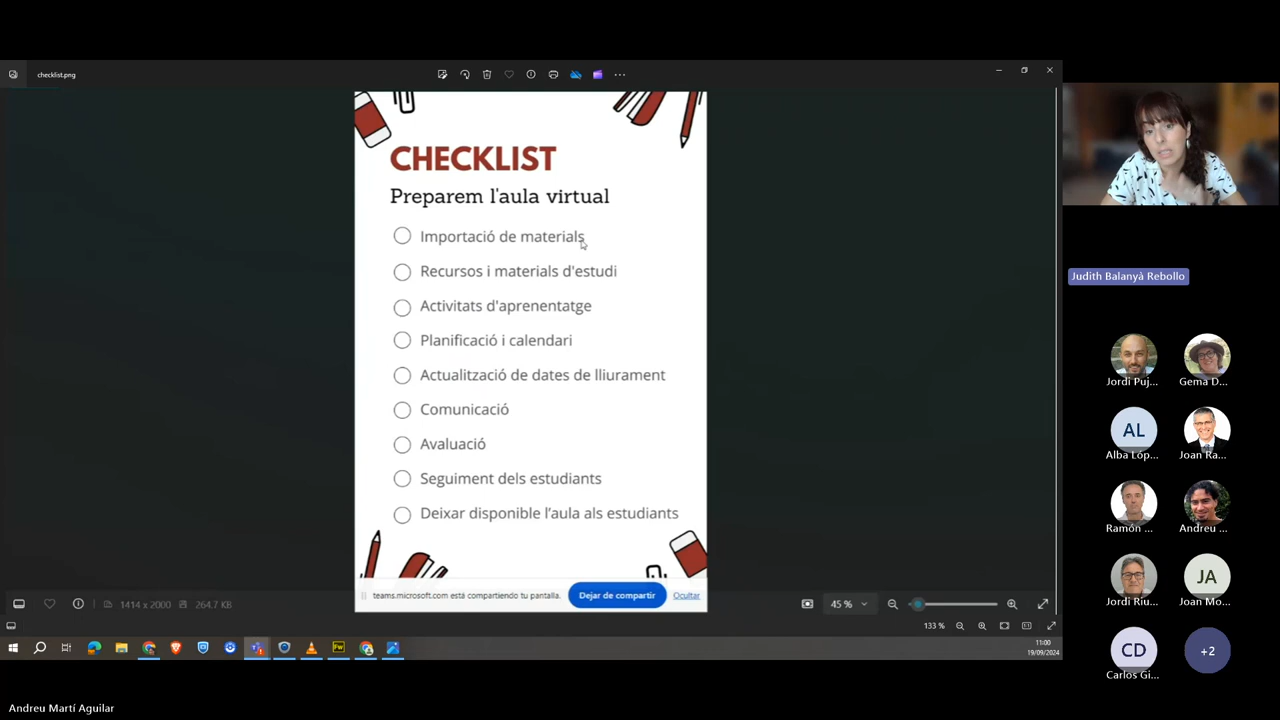 checklist.png
CHECKLIST
Preparem l'aula virtual
Importació de materials
Recursos i materials d'estudi
Activitats d'aprenentatge
Planificació i calendari
Actualització de dates de lliurament
Comunicació
Avaluació
Seguiment dels estudiants
Deixar disponible l'aula als estudiants
teams.microsoft.com está compartiendo tu pantalla.
Dejar de compartir
Ocultar
1414 x 2000
264.7 KB
45 %
133 %
Fw
11:00
19/09/2024
Judith Balanyà Rebollo
Jordi Puj...
Gema D...
AL
Alba Lóp...
Joan Ra...
Ramón ...
Andreu ...
Jordi Riu...
JA
Joan Mo...
CD
Carlos Gi...
+2
Andreu Martí Aguilar